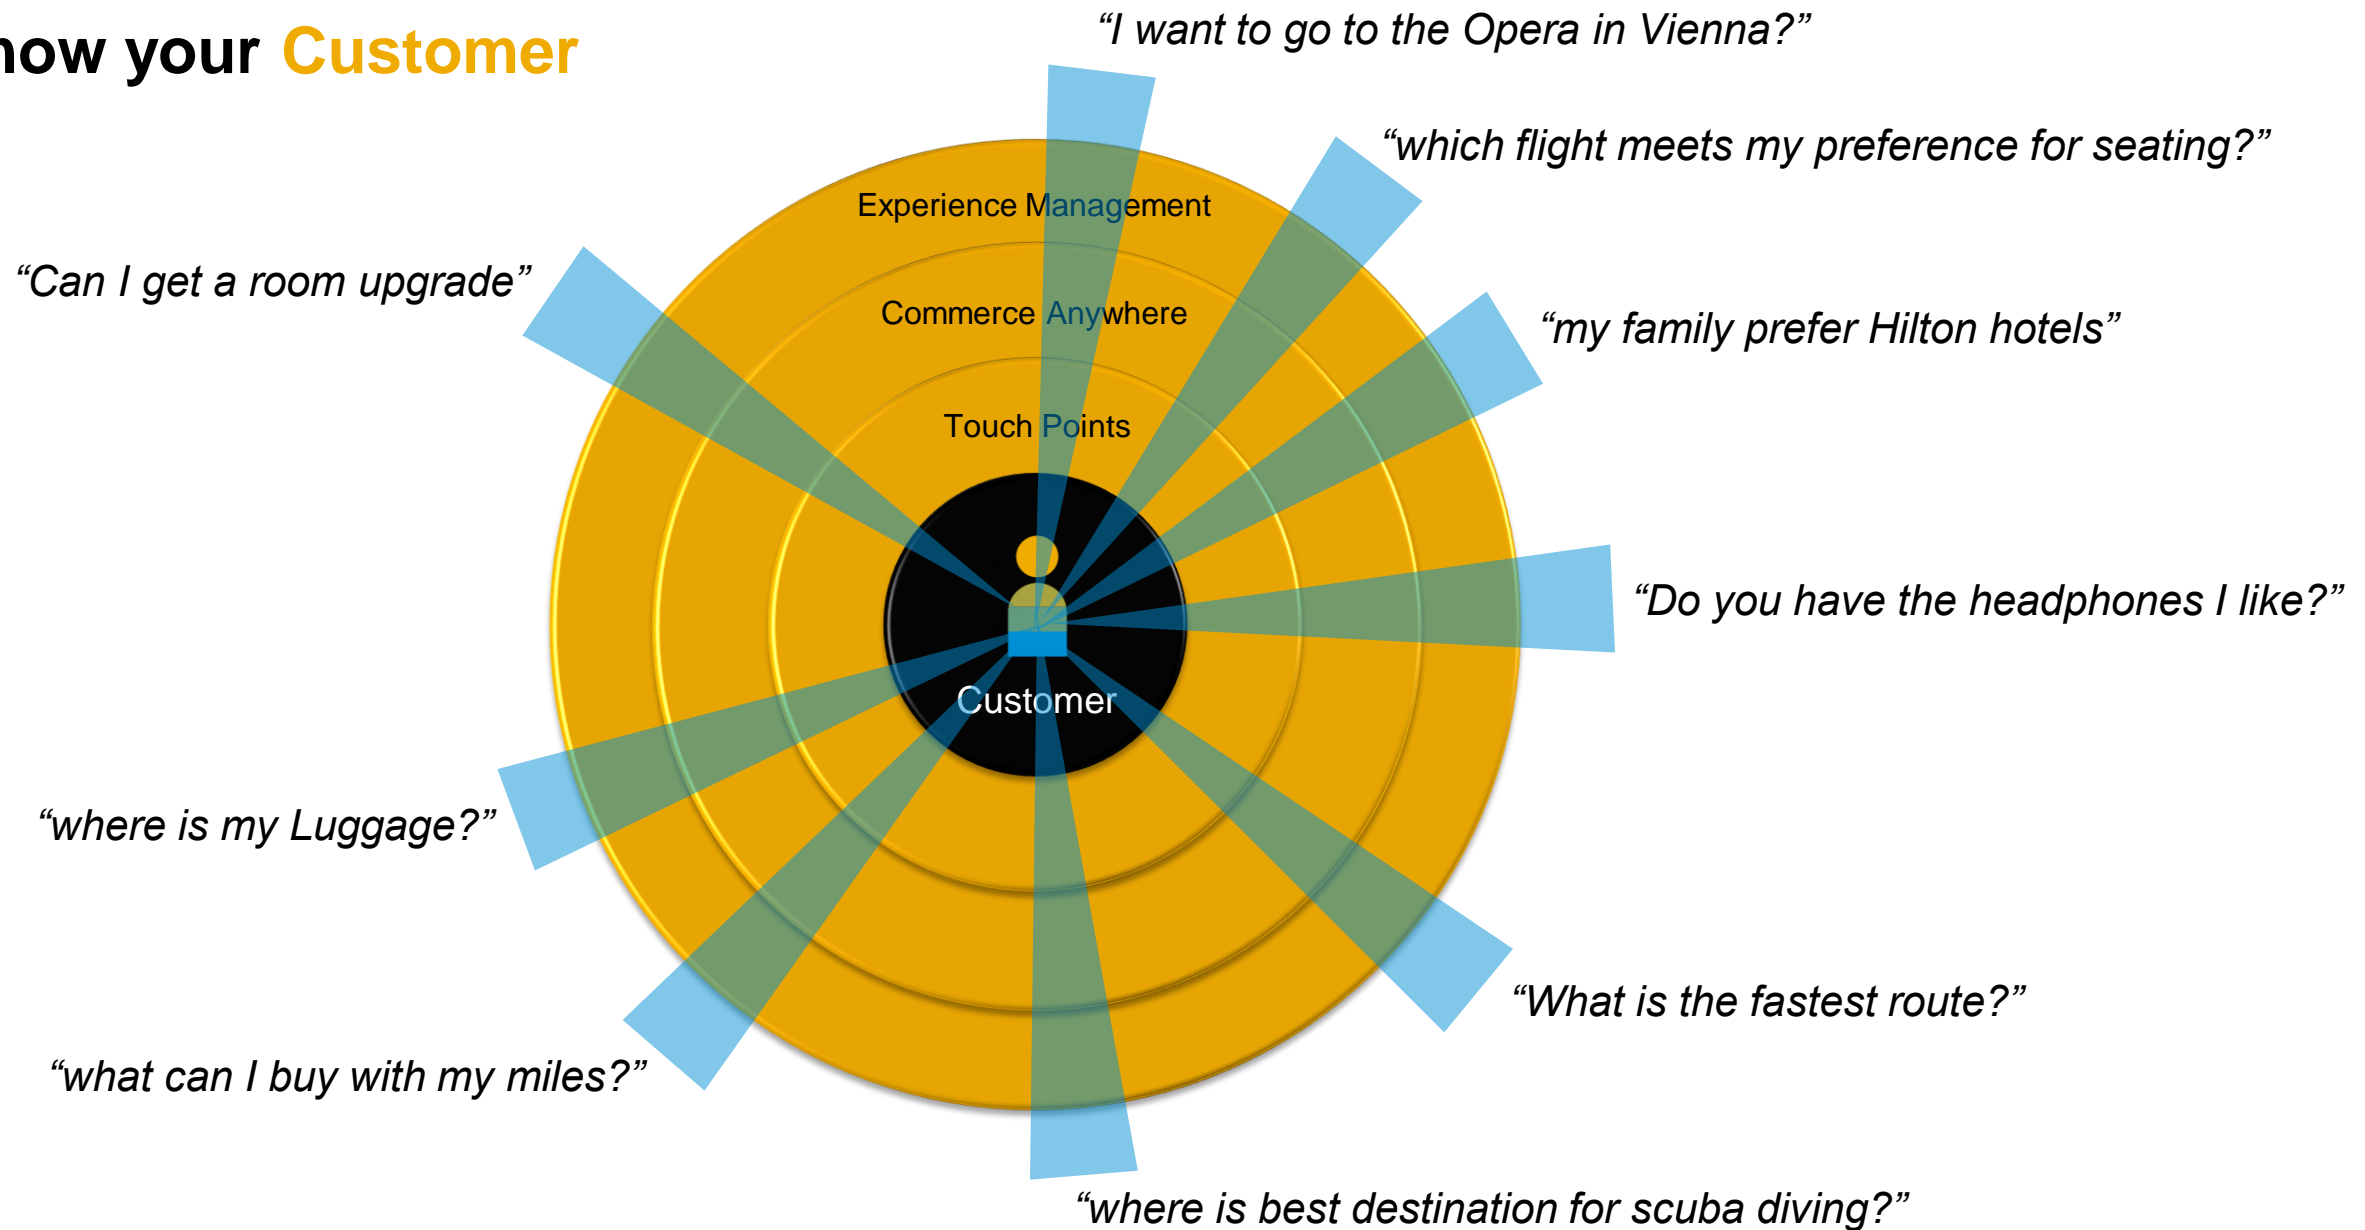 now your Customer
“I want to go to the Opera in Vienna?”
“which flight meets my preference for seating?”
Experience Management
“Can I get a room upgrade”
Commerce Anywhere
“my family prefer Hilton hotels”
Touch Points
“Do you have the headphones I like?”
Customer
“where is my Luggage?”
“What is the fastest route?”
“what can I buy with my miles?”
“where is best destination for scuba diving?”